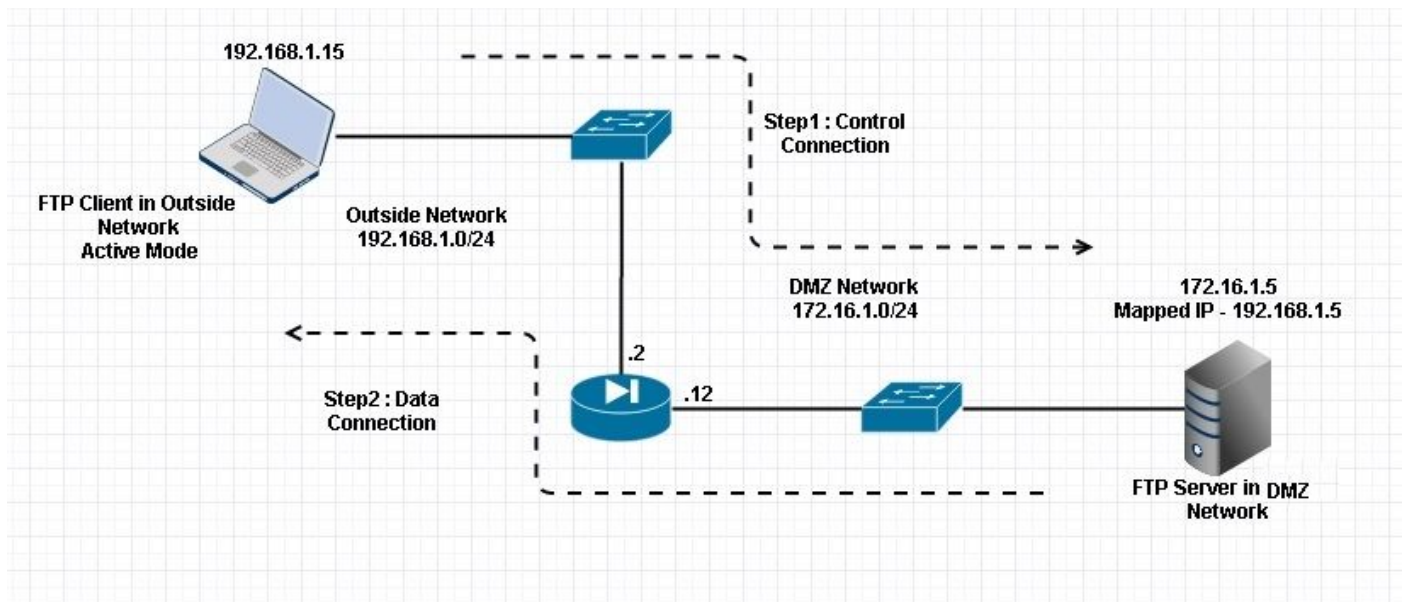 192.168.1.15
Step1 : Control
Connection
FTP Client in Outside
Network
Active Mode
Outside Network
192.168.1.0/24
DMZ Network
172.16.1.0/24
172.16.1.5
Mapped IP - 192.168.1.5
.2
.12
Step2 : Data
Connection
FTP Server in DMZ
Network